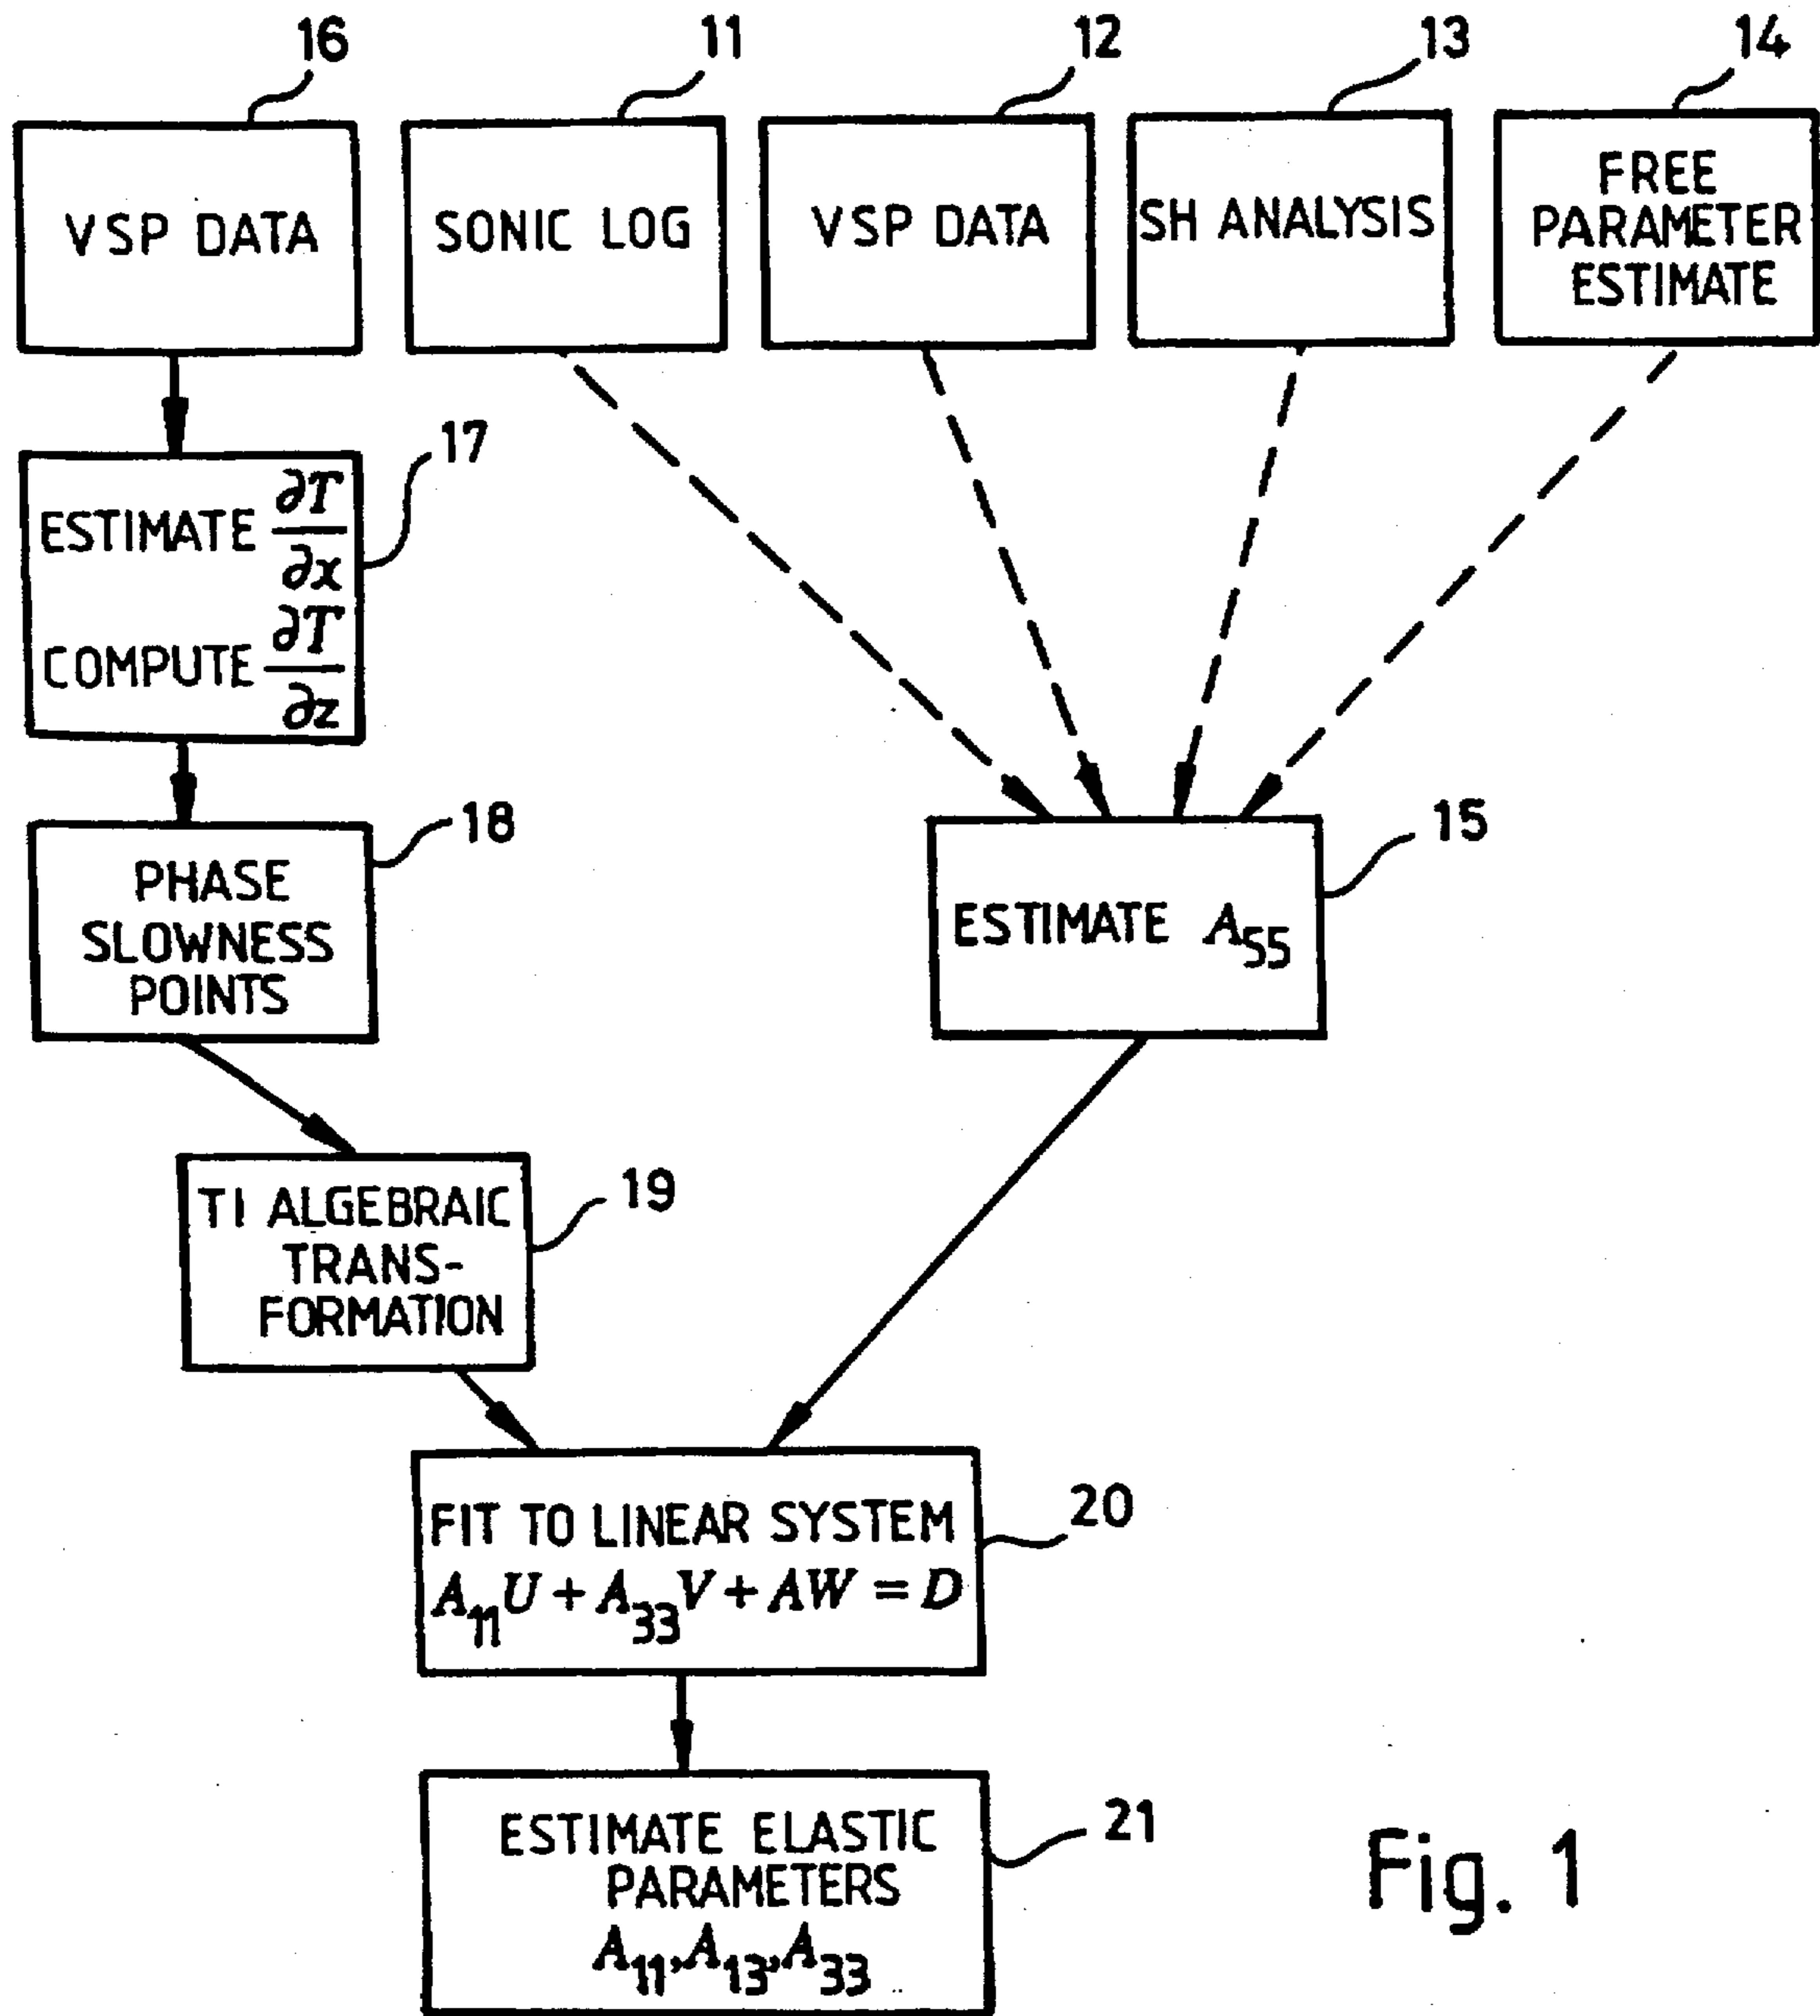 16
11
12
13
14
VSP DATA
SONIC LOG
VSP DATA
SH ANALYSIS
FREE
PARAMETER
ESTIMATE
17
ESTIMATE ∂T/∂x
COMPUTE ∂T/∂z
18
PHASE
SLOWNESS
POINTS
15
ESTIMATE A55
19
TI ALGEBRAIC
TRANS-
FORMATION
20
FIT TO LINEAR SYSTEM
A11U + A33V + AW = D
21
ESTIMATE ELASTIC
PARAMETERS
A11,A13,A33
Fig. 1